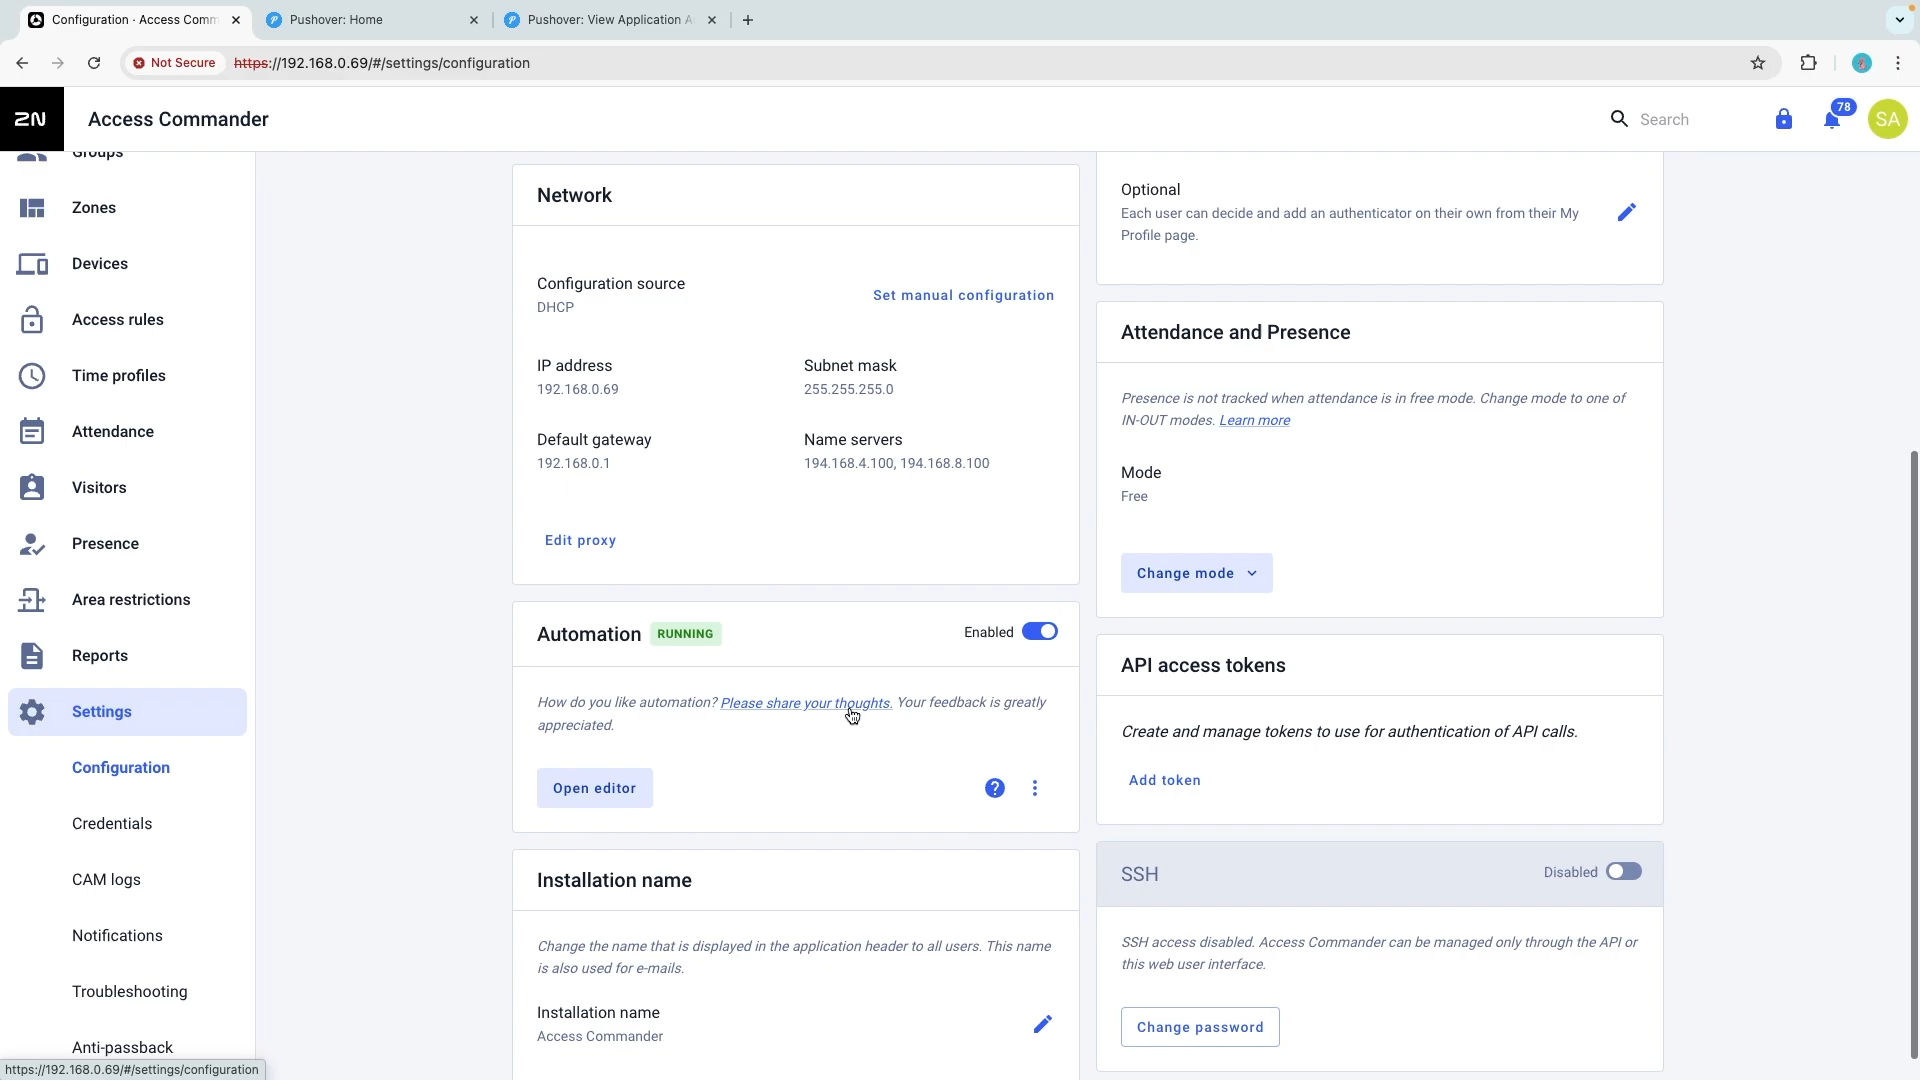 Configuration · Access Comm
Pushover: Home
Pushover: View Application A
Not Secure
https://192.168.0.69/#/settings/configuration
2N
Access Commander
Search
78
SA
Groups
Zones
Devices
Access rules
Time profiles
Attendance
Visitors
Presence
Area restrictions
Reports
Settings
Configuration
Credentials
CAM logs
Notifications
Troubleshooting
Anti-passback
https://192.168.0.69/#/settings/configuration
Network
Configuration source
DHCP
Set manual configuration
IP address
192.168.0.69
Subnet mask
255.255.255.0
Default gateway
192.168.0.1
Name servers
194.168.4.100, 194.168.8.100
Edit proxy
Automation RUNNING
Enabled
How do you like automation? Please share your thoughts. Your feedback is greatly
appreciated.
Open editor
?
Installation name
Change the name that is displayed in the application header to all users. This name
is also used for e-mails.
Installation name
Access Commander
Optional
Each user can decide and add an authenticator on their own from their My
Profile page.
Attendance and Presence
Presence is not tracked when attendance is in free mode. Change mode to one of
IN-OUT modes. Learn more
Mode
Free
Change mode
API access tokens
Create and manage tokens to use for authentication of API calls.
Add token
SSH
Disabled
SSH access disabled. Access Commander can be managed only through the API or
this web user interface.
Change password